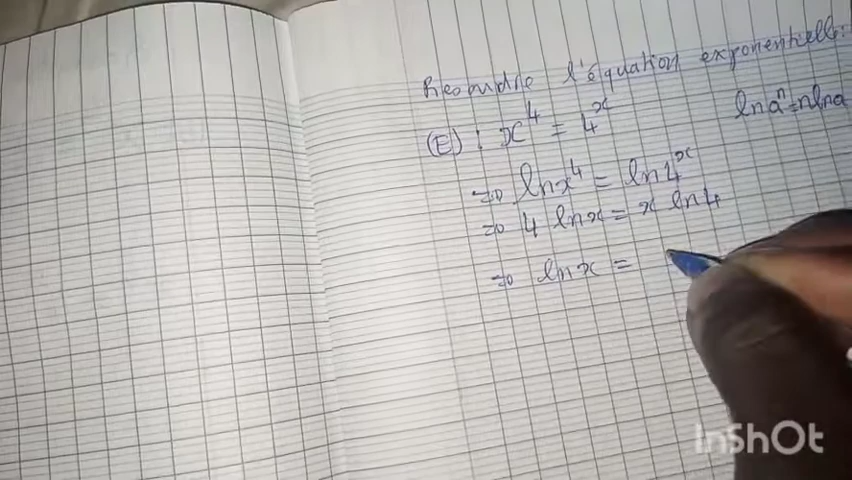 Resoudre l'équation exponentielle:
(E) : x⁴ = 4ˣ
ln aⁿ = n ln a
⇒ ln x⁴ = ln 4ˣ
⇒ 4 ln x = x ln 4
⇒ ln x =
InShOt